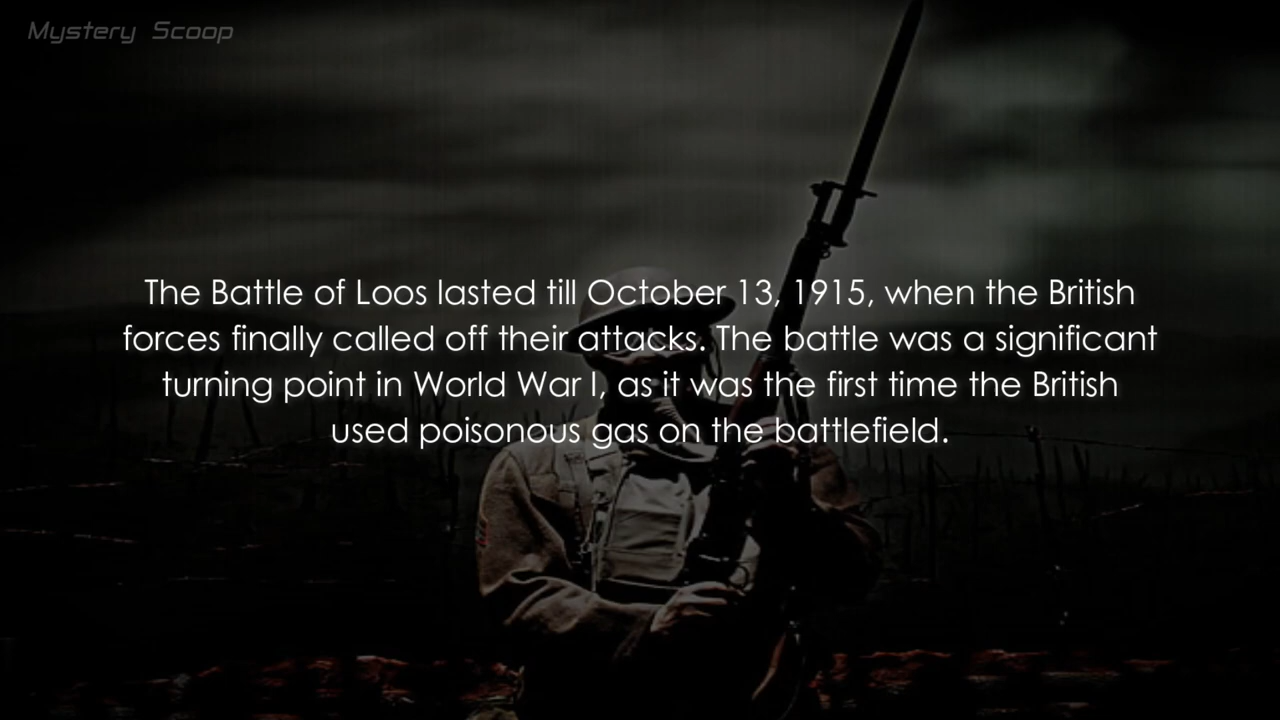 Mystery Scoop
The Battle of Loos lasted till October 13, 1915, when the British
forces finally called off their attacks. The battle was a significant
turning point in World War I, as it was the first time the British
used poisonous gas on the battlefield.